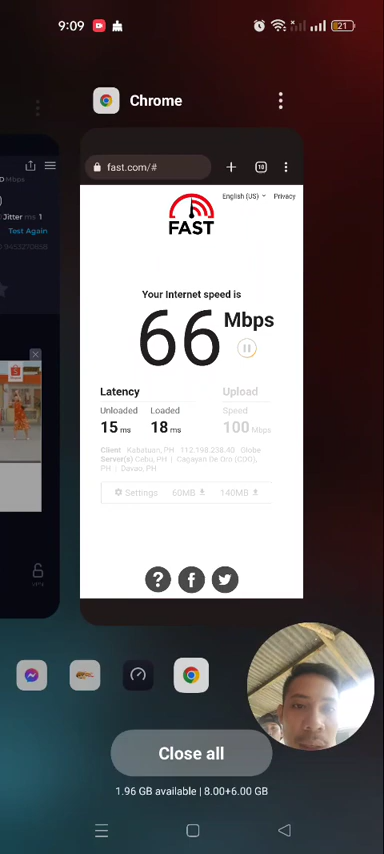 9:09
21
Chrome
D Mbps
Jitter ms 1
Test Again
VPN
fast.com/#
10
English (US)
Privacy
FAST
Your Internet speed is
66 Mbps
Latency
Upload
Unloaded
Loaded
Speed
15 ms
18 ms
100 Mbps
Client Kabatuan, PH 112.198.238.40 Globe
Server(s) Cebu, PH | Cagayan De Oro (CDO),
PH | Davao, PH
Settings
60MB
140MB
?
Close all
1.96 GB available | 8.00+6.00 GB